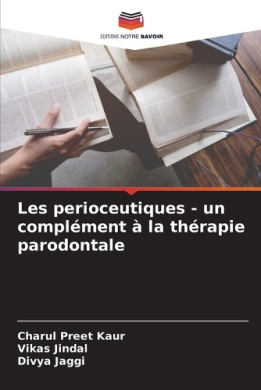 EDITIONS NOTRE SAVOIR
Les perioceutiques - un
complément à la thérapie
parodontale
Charul Preet Kaur
Vikas Jindal
Divya Jaggi